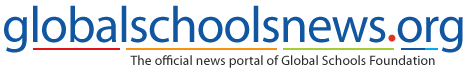 globalschoolsnews.org
The official news portal of Global Schools Foundation